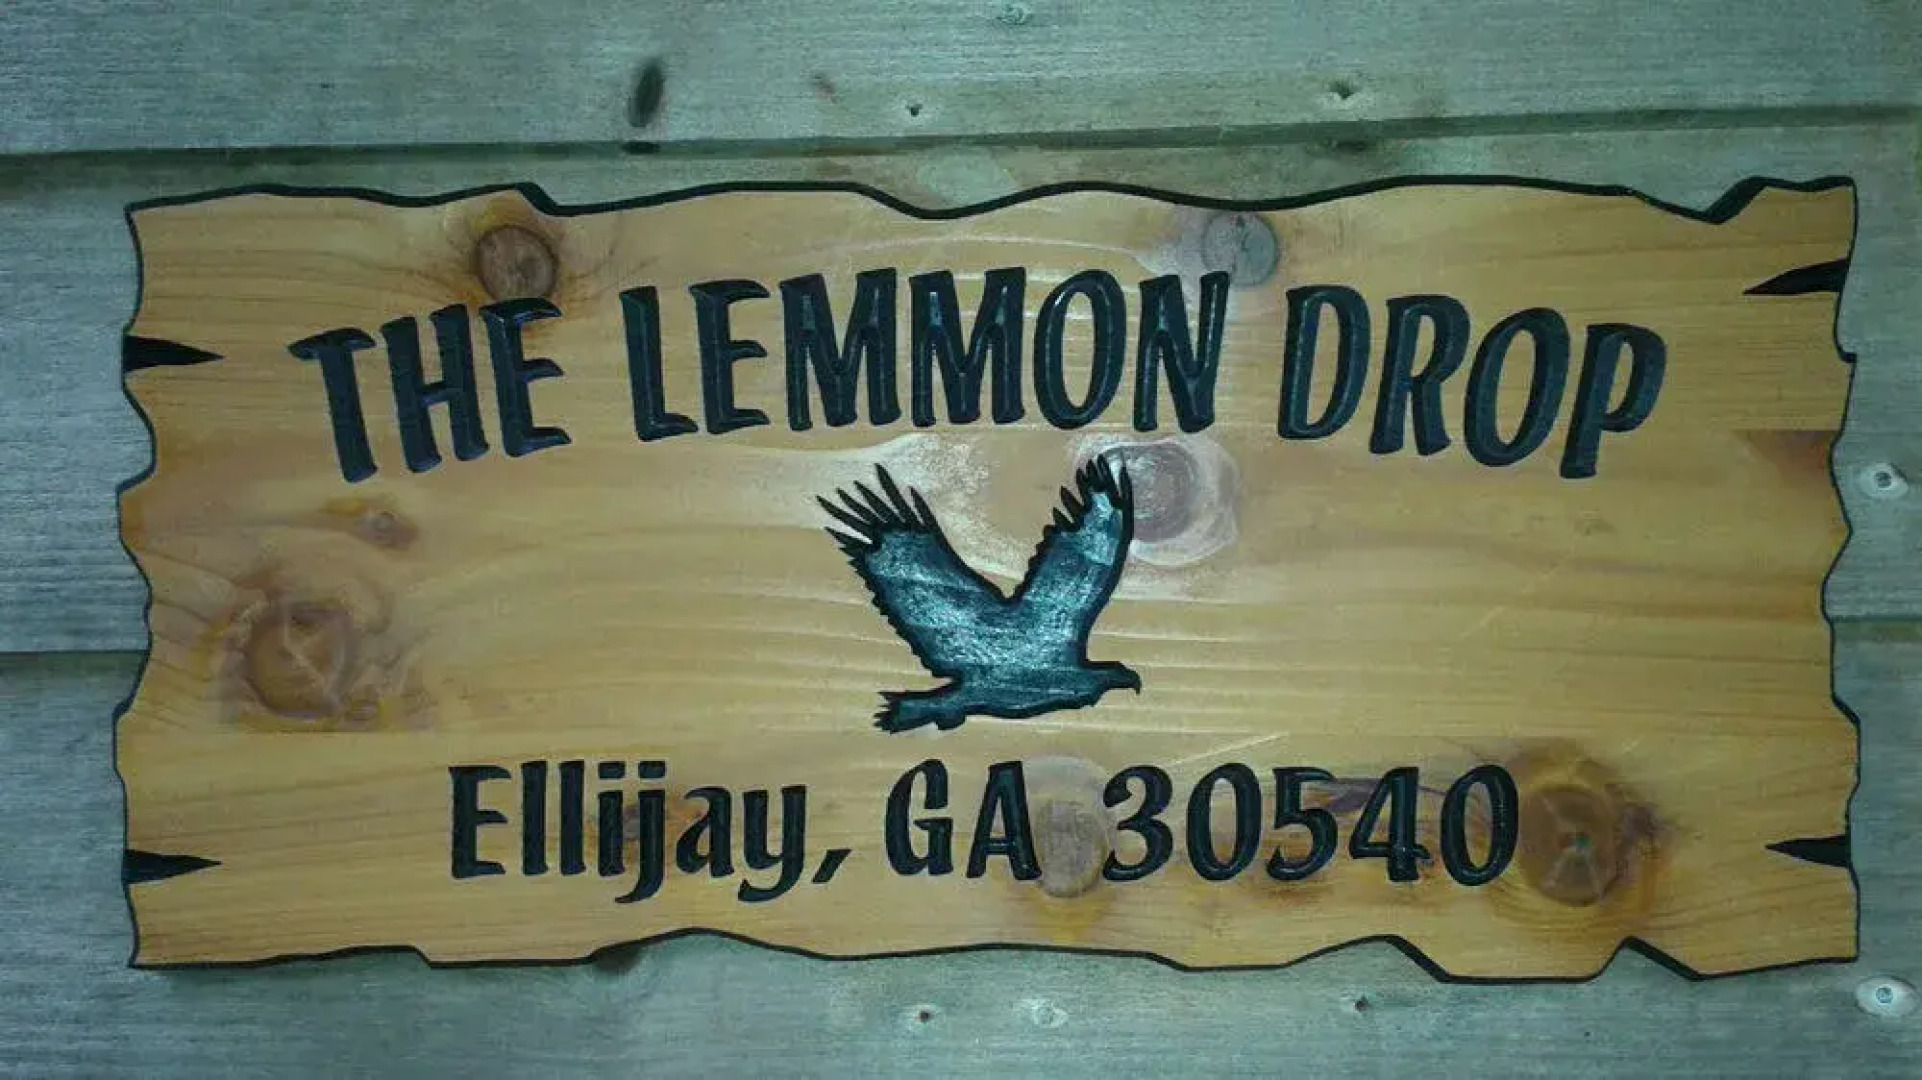 THE LEMMON DROP
Ellijay, GA 30540